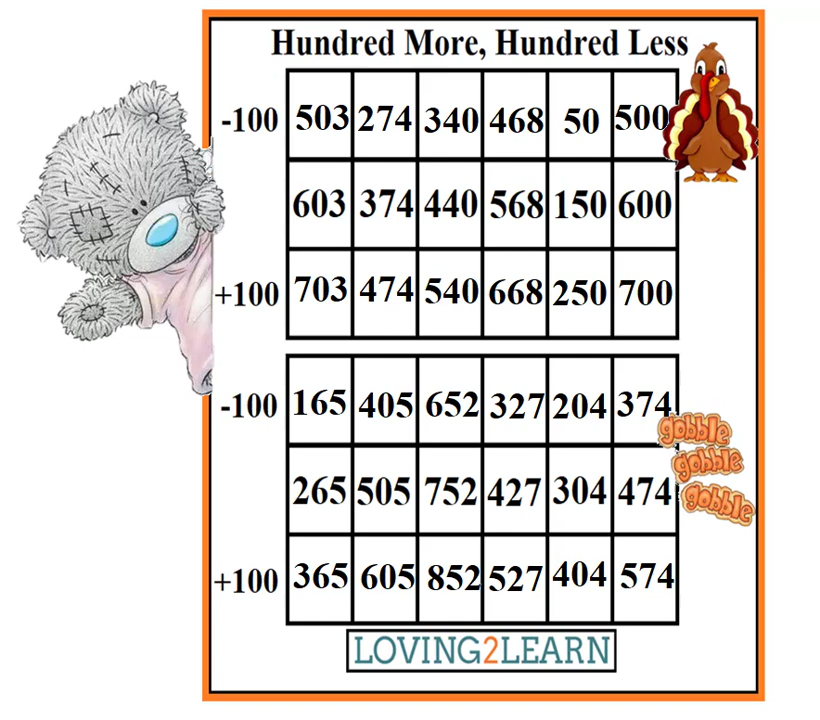 Hundred More, Hundred Less
-100 503 274 340 468 50 500
603 374 440 568 150 600
+100 703 474 540 668 250 700
-100 165 405 652 327 204 374
gobble
265 505 752 427 304 474
gobble
gobble
+100 365 605 852 527 404 574
LOVING2LEARN